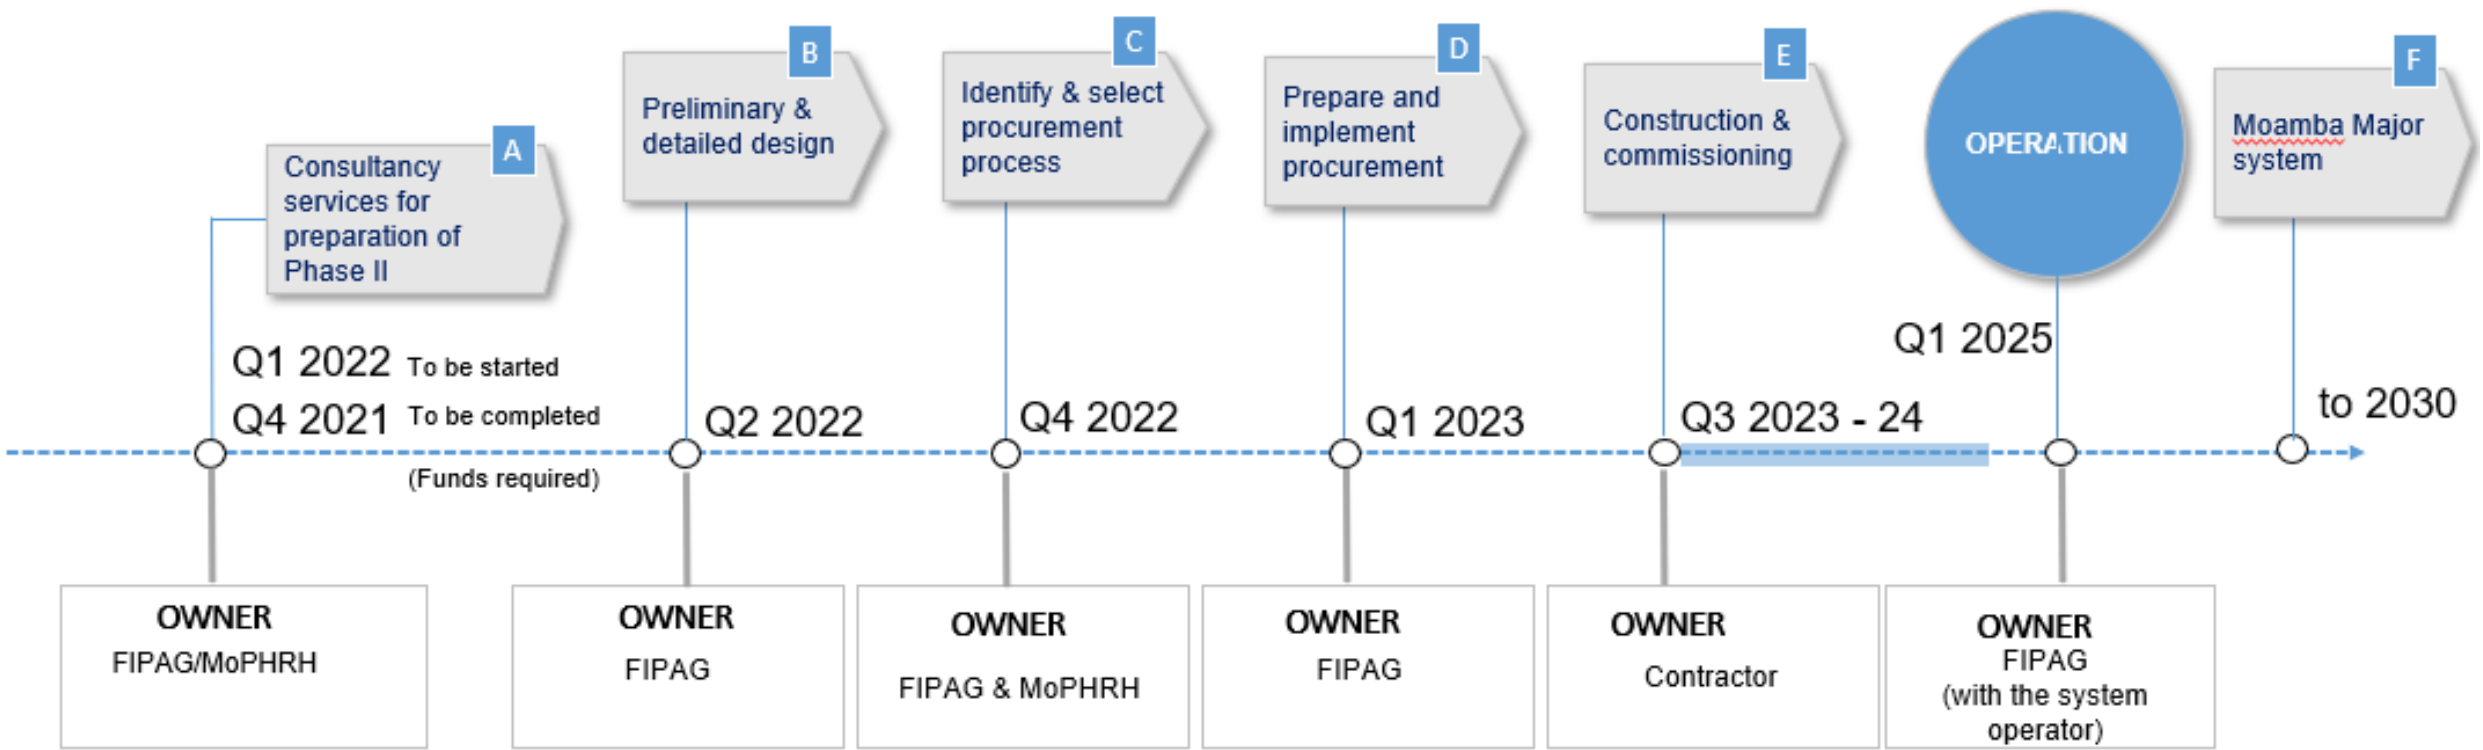 A
Consultancy
services for
preparation of
Phase II
B
Preliminary &
detailed design
C
Identify & select
procurement
process
D
Prepare and
implement
procurement
E
Construction &
commissioning
OPERATION
F
Moamba Major
system
Q1 2022 To be started
Q4 2021 To be completed
(Funds required)
Q2 2022
Q4 2022
Q1 2023
Q3 2023 - 24
Q1 2025
to 2030
OWNER
FIPAG/MoPHRH
OWNER
FIPAG
OWNER
FIPAG & MoPHRH
OWNER
FIPAG
OWNER
Contractor
OWNER
FIPAG
(with the system
operator)